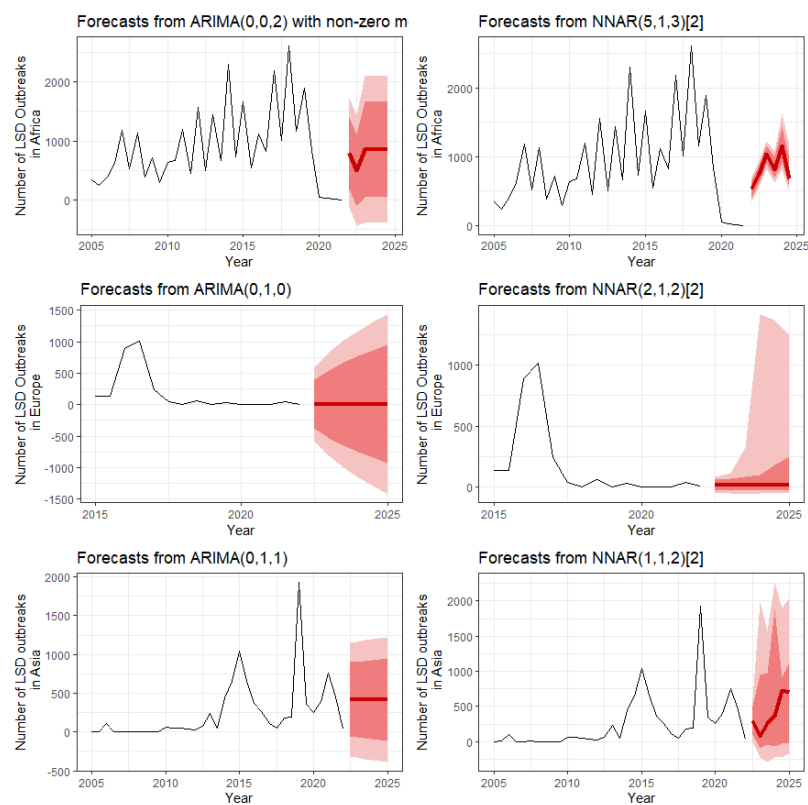 Forecasts from ARIMA(0,0,2) with non-zero m
Number of LSD Outbreaks
in Africa
2000
1000
0
2005
2010
2015
2020
2025
Year
Forecasts from NNAR(5,1,3)[2]
Number of LSD Outbreaks
in Africa
2000
1000
0
2005
2010
2015
2020
2025
Year
Forecasts from ARIMA(0,1,0)
Number of LSD Outbreaks
in Europe
1500
1000
500
0
-500
-1000
-1500
2015
2020
2025
Year
Forecasts from NNAR(2,1,2)[2]
Number of LSD Outbreaks
in Europe
1000
500
0
2015
2020
2025
Year
Forecasts from ARIMA(0,1,1)
Number of LSD outbreaks
in Asia
2000
1500
1000
500
0
-500
2005
2010
2015
2020
2025
Year
Forecasts from NNAR(1,1,2)[2]
Number of LSD outbreaks
in Asia
2000
1500
1000
500
0
2005
2010
2015
2020
2025
Year